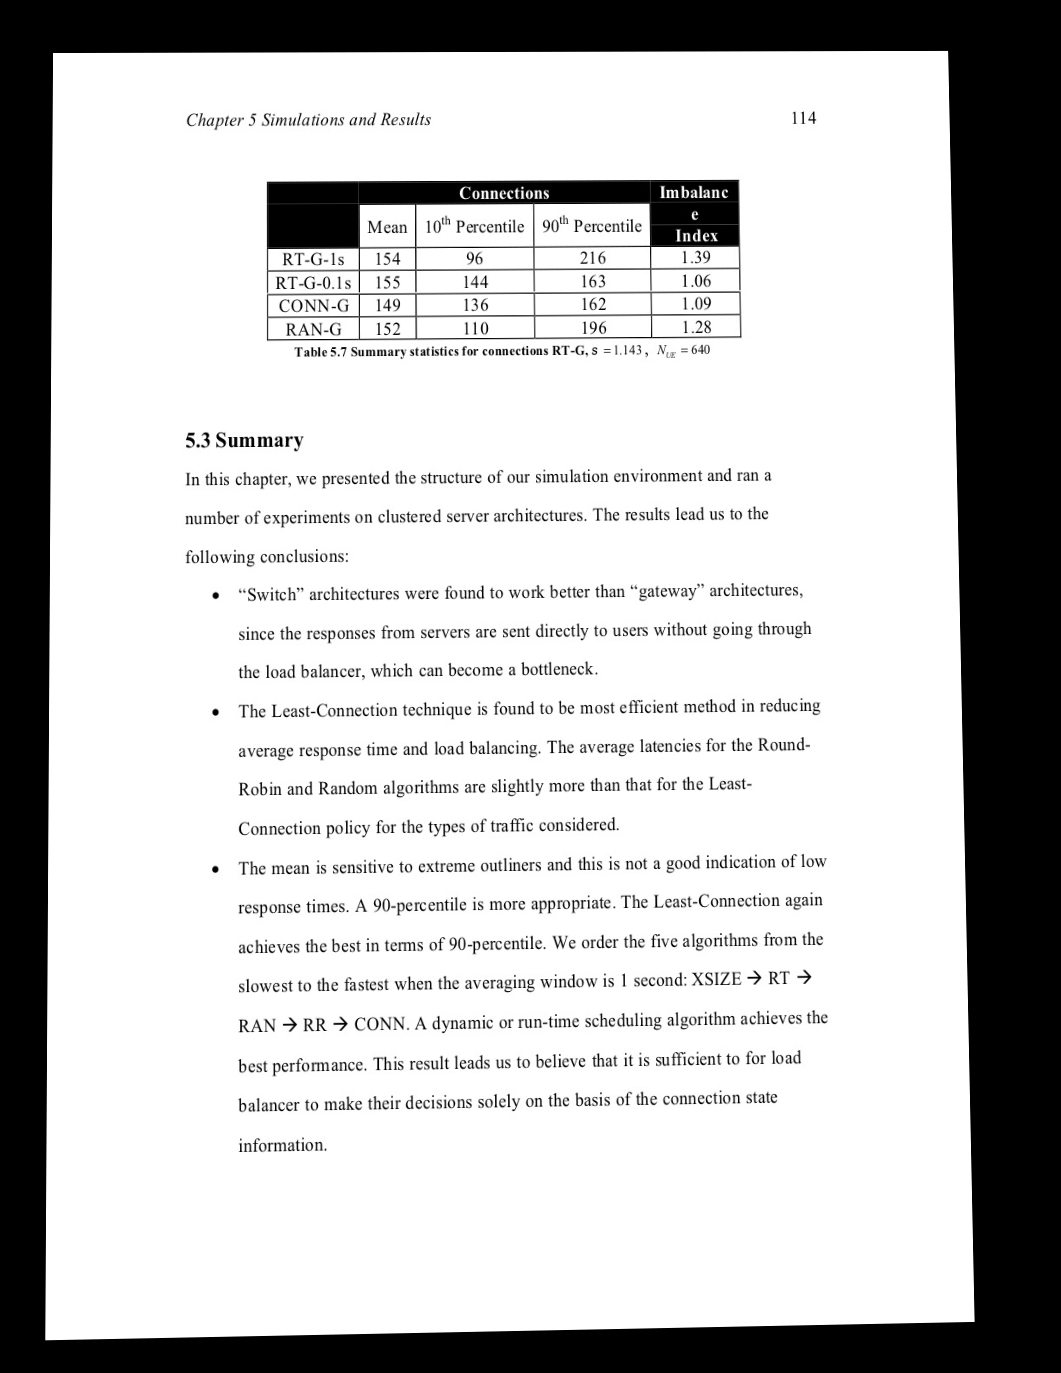 Chapter 5 Simulations and Results 114
Connections Imbalanc
e
Index
Mean 10th Percentile 90th Percentile
RT-G-1s 154 96 216 1.39
RT-G-0.1s 155 144 163 1.06
CONN-G 149 136 162 1.09
RAN-G 152 110 196 1.28
Table 5.7 Summary statistics for connections RT-G, s = 1.143 , N_UE = 640
5.3 Summary
In this chapter, we presented the structure of our simulation environment and ran a
number of experiments on clustered server architectures. The results lead us to the
following conclusions:
• “Switch” architectures were found to work better than “gateway” architectures,
since the responses from servers are sent directly to users without going through
the load balancer, which can become a bottleneck.
• The Least-Connection technique is found to be most efficient method in reducing
average response time and load balancing. The average latencies for the Round-
Robin and Random algorithms are slightly more than that for the Least-
Connection policy for the types of traffic considered.
• The mean is sensitive to extreme outliners and this is not a good indication of low
response times. A 90-percentile is more appropriate. The Least-Connection again
achieves the best in terms of 90-percentile. We order the five algorithms from the
slowest to the fastest when the averaging window is 1 second: XSIZE → RT →
RAN → RR → CONN. A dynamic or run-time scheduling algorithm achieves the
best performance. This result leads us to believe that it is sufficient to for load
balancer to make their decisions solely on the basis of the connection state
information.